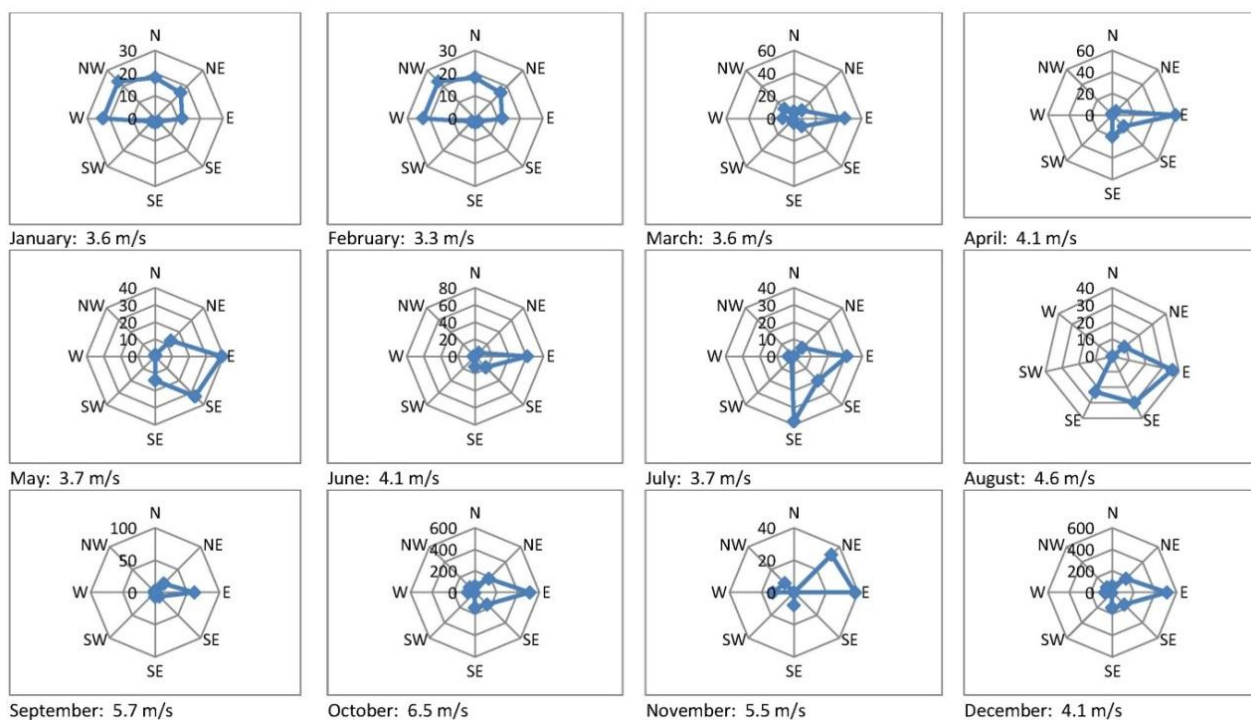 N
30
NW NE
20
10
W 0 E
SW SE
SE
January: 3.6 m/s
N
30
NW NE
20
10
W 0 E
SW SE
SE
February: 3.3 m/s
N
60
NW NE
40
20
W 0 E
SW SE
SE
March: 3.6 m/s
N
60
NW NE
40
20
W 0 E
SW SE
SE
April: 4.1 m/s
N
40
NW NE
30
20
10
W 0 E
SW SE
SE
May: 3.7 m/s
N
80
NW NE
60
40
20
W 0 E
SW SE
SE
June: 4.1 m/s
N
40
NW NE
30
20
10
W 0 E
SW SE
SE
July: 3.7 m/s
N
40
W NE
30
20
10
0
SW E
SE SE
August: 4.6 m/s
N
100
NW NE
50
W 0 E
SW SE
SE
September: 5.7 m/s
N
600
NW NE
400
200
W 0 E
SW SE
SE
October: 6.5 m/s
N
40
NW NE
20
W 0 E
SW SE
SE
November: 5.5 m/s
N
600
NW NE
400
200
W 0 E
SW SE
SE
December: 4.1 m/s